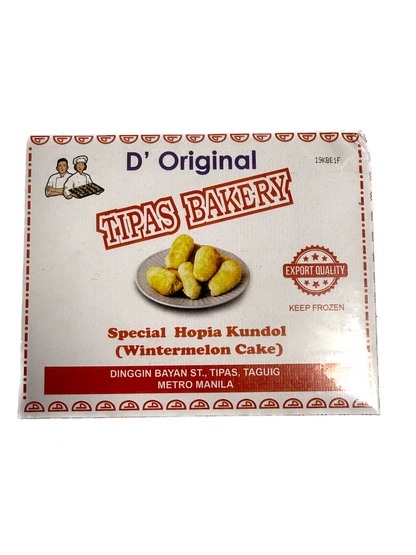 D' Original
19KBE1F
TIPAS BAKERY
EXPORT QUALITY
KEEP FROZEN
Special Hopia Kundol
(Wintermelon Cake)
DINGGIN BAYAN ST., TIPAS, TAGUIG
METRO MANILA